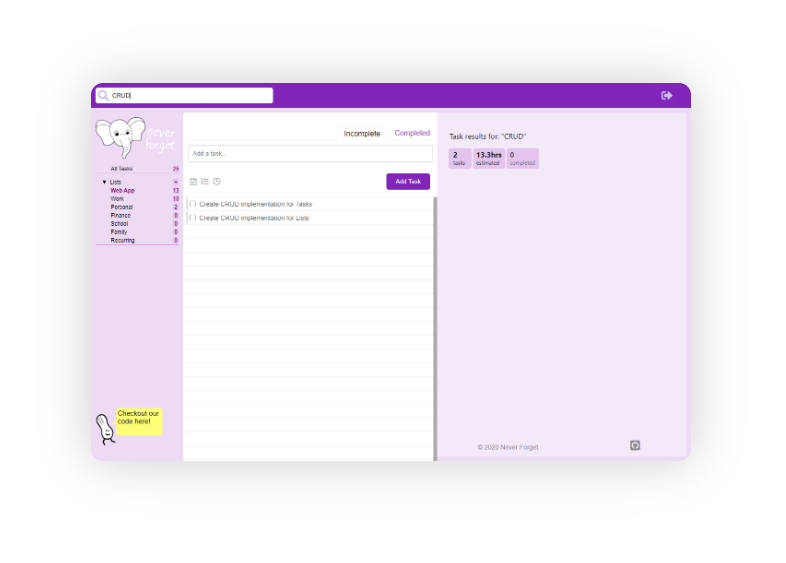 CRUD
never
forget
All Tasks 25
Lists
Web App 13
Work 10
Personal 2
Finance 0
School 0
Family 0
Recurring 0
Checkout our
code here!
Incomplete
Completed
Add a task...
Add Task
Create CRUD implementation for Tasks
Create CRUD implementation for Lists
Task results for: "CRUD"
2 13.3hrs 0
tasks estimated completed
© 2020 Never Forget